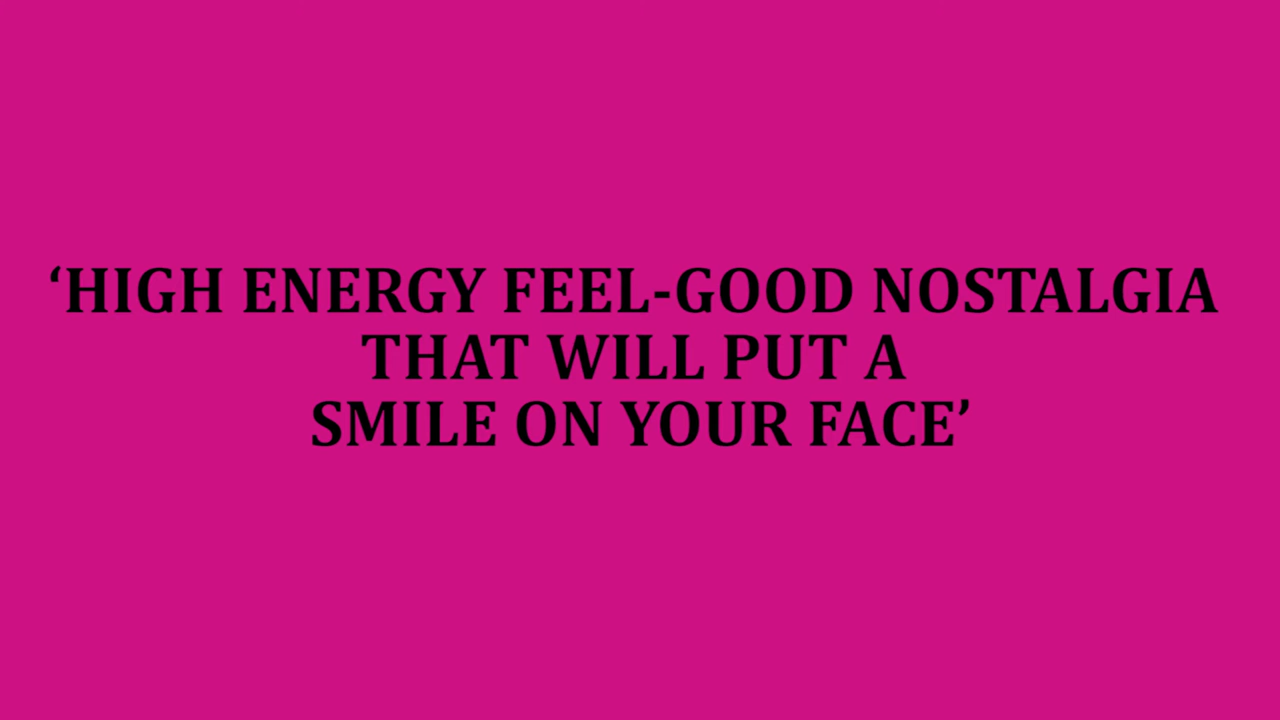 ‘HIGH ENERGY FEEL-GOOD NOSTALGIA
THAT WILL PUT A
SMILE ON YOUR FACE’